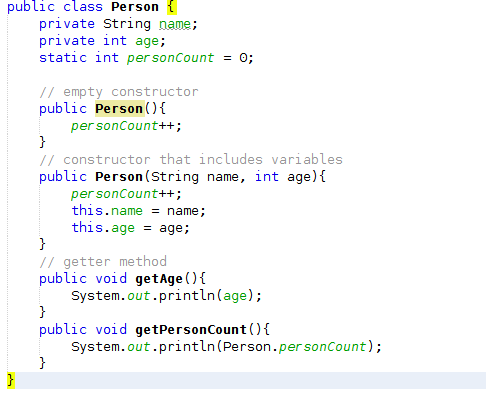 public class Person {
    private String name;
    private int age;
    static int personCount = 0;

    // empty constructor
    public Person(){
        personCount++;
    }
    // constructor that includes variables
    public Person(String name, int age){
        personCount++;
        this.name = name;
        this.age = age;
    }
    // getter method
    public void getAge(){
        System.out.println(age);
    }
    public void getPersonCount(){
        System.out.println(Person.personCount);
    }
}